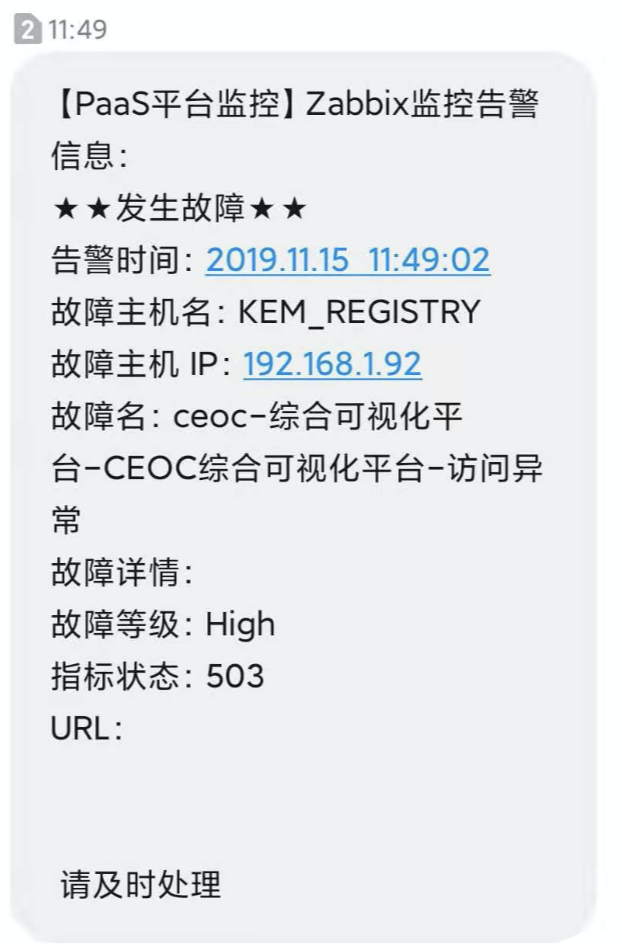 2 11:49
【PaaS平台监控】Zabbix监控告警
信息：
★★发生故障★★
告警时间：2019.11.15 11:49:02
故障主机名：KEM_REGISTRY
故障主机 IP：192.168.1.92
故障名：ceoc-综合可视化平
台-CEOC综合可视化平台-访问异
常
故障详情：
故障等级：High
指标状态：503
URL：
请及时处理